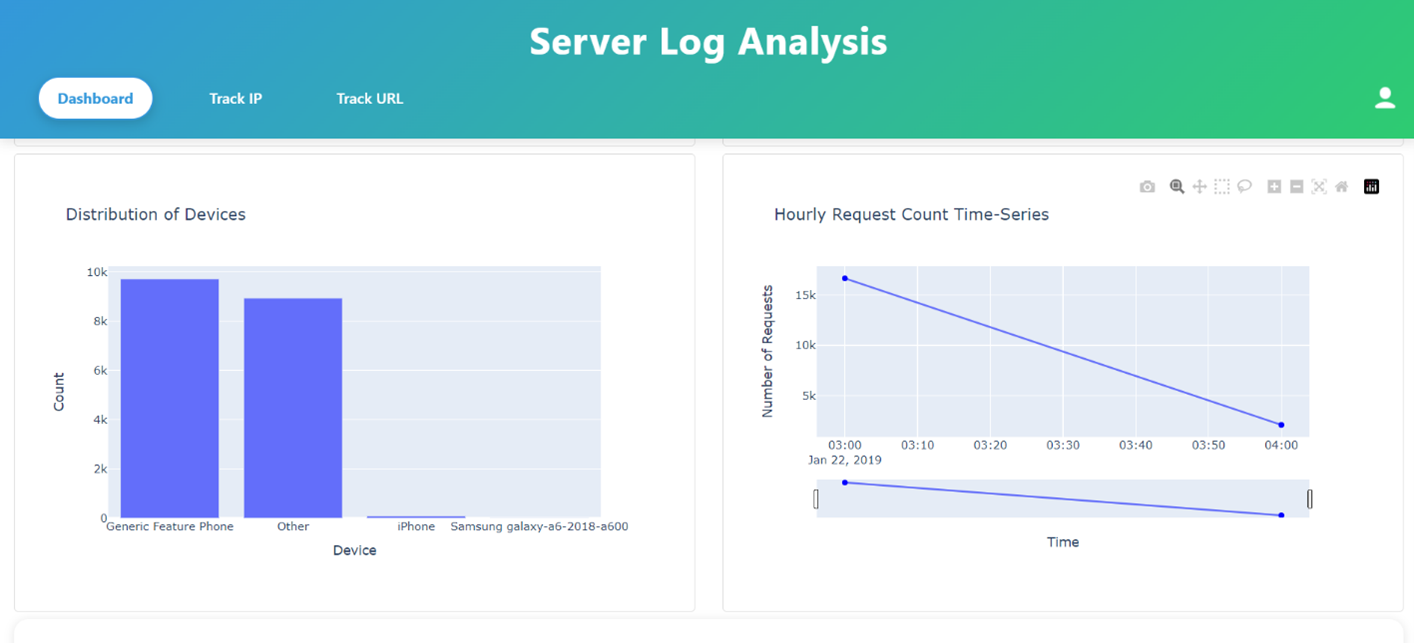 Server Log Analysis
Dashboard Track IP Track URL
Distribution of Devices
10k
8k
6k
4k
2k
0
Count
Generic Feature Phone Other iPhone Samsung galaxy-a6-2018-a600
Device
Hourly Request Count Time-Series
15k
10k
5k
Number of Requests
03:00 03:10 03:20 03:30 03:40 03:50 04:00
Jan 22, 2019
Time